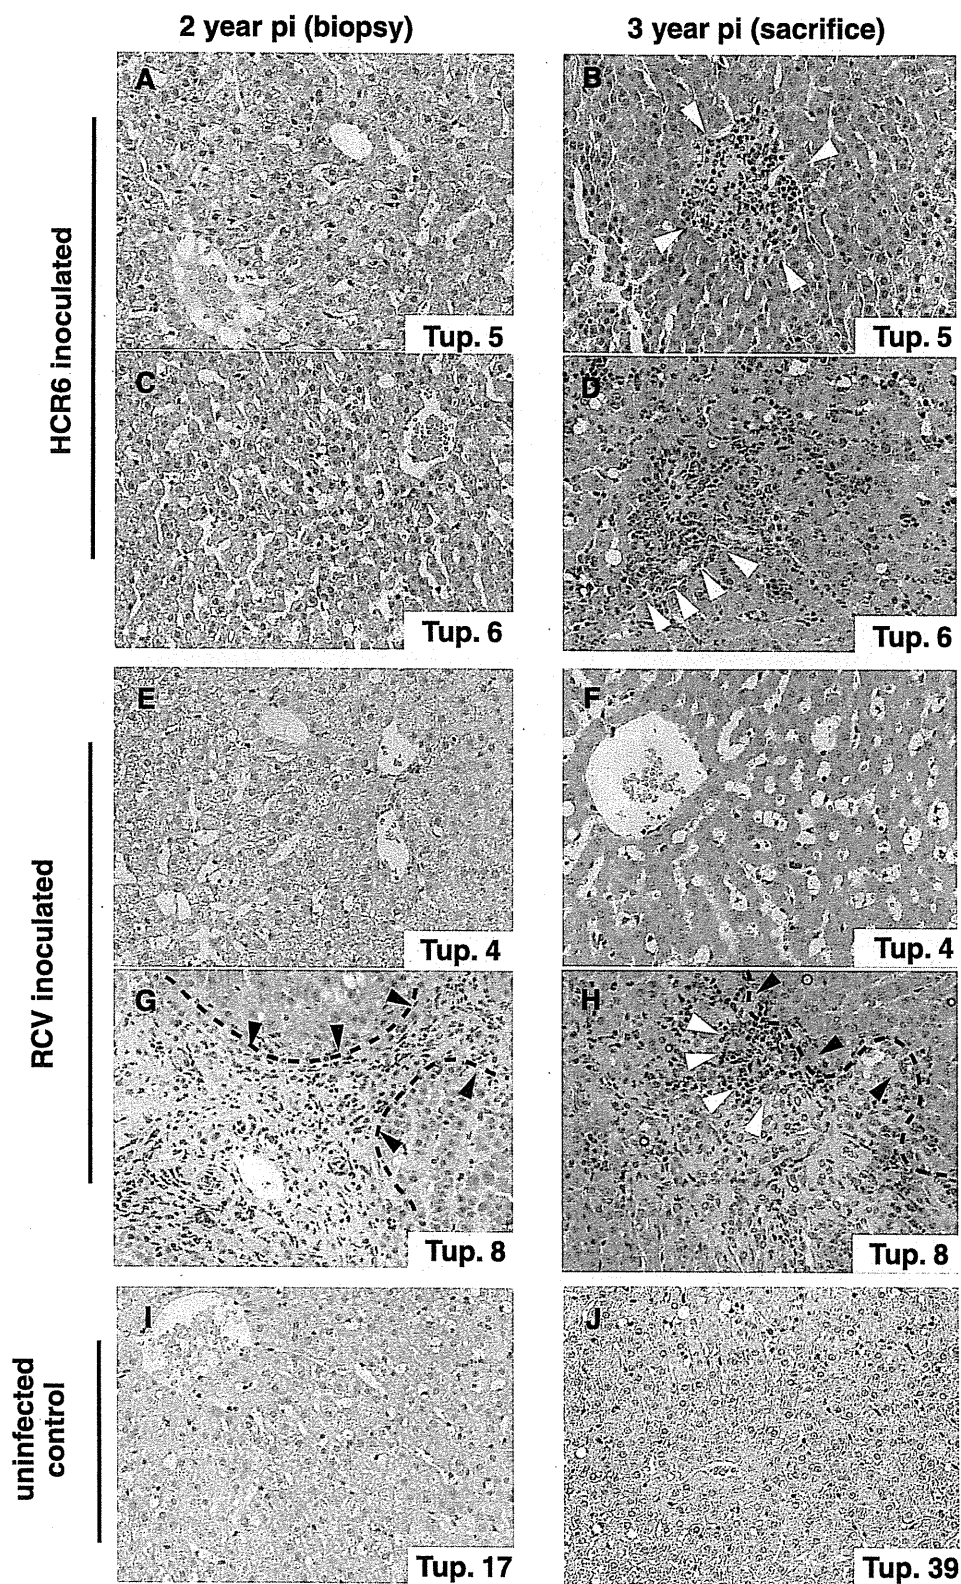 2 year pi (biopsy)
3 year pi (sacrifice)
HCR6 inoculated
A
Tup. 5
B
Tup. 5
C
Tup. 6
D
Tup. 6
RCV inoculated
E
Tup. 4
F
Tup. 4
G
Tup. 8
H
Tup. 8
uninfected
control
I
Tup. 17
J
Tup. 39